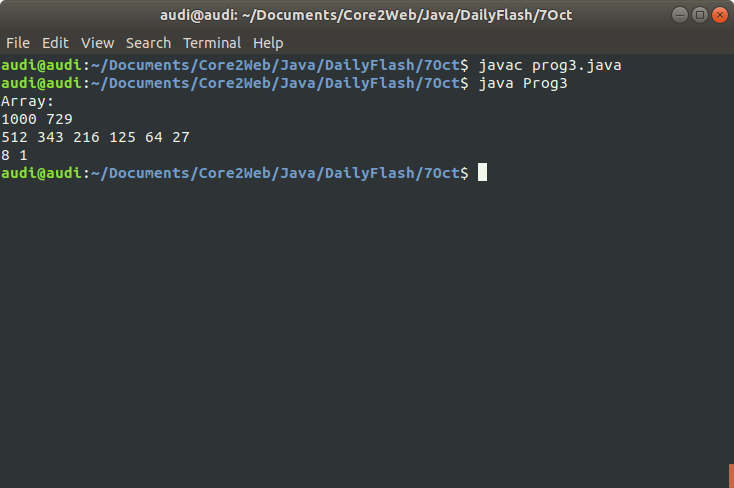 audi@audi: ~/Documents/Core2Web/Java/DailyFlash/7Oct
File Edit View Search Terminal Help
audi@audi:~/Documents/Core2Web/Java/DailyFlash/7Oct$ javac prog3.java
audi@audi:~/Documents/Core2Web/Java/DailyFlash/7Oct$ java Prog3
Array:
1000 729
512 343 216 125 64 27
8 1
audi@audi:~/Documents/Core2Web/Java/DailyFlash/7Oct$